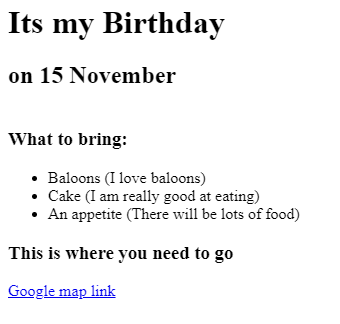 Its my Birthday
on 15 November
What to bring:
Baloons (I love baloons)
Cake (I am really good at eating)
An appetite (There will be lots of food)
This is where you need to go
Google map link